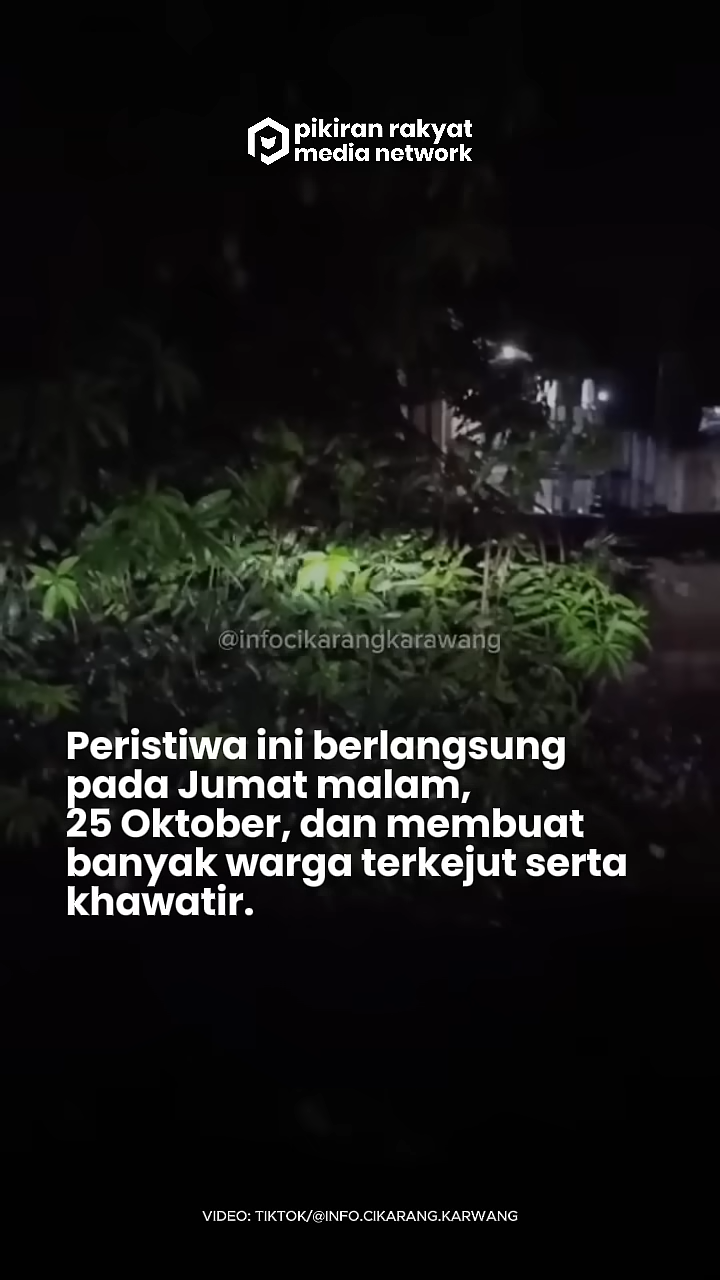 pikiran rakyat
media network
@infocikarangkarawang
Peristiwa ini berlangsung
pada Jumat malam,
25 Oktober, dan membuat
banyak warga terkejut serta
khawatir.
VIDEO: TIKTOK/@INFO.CIKARANG.KARWANG